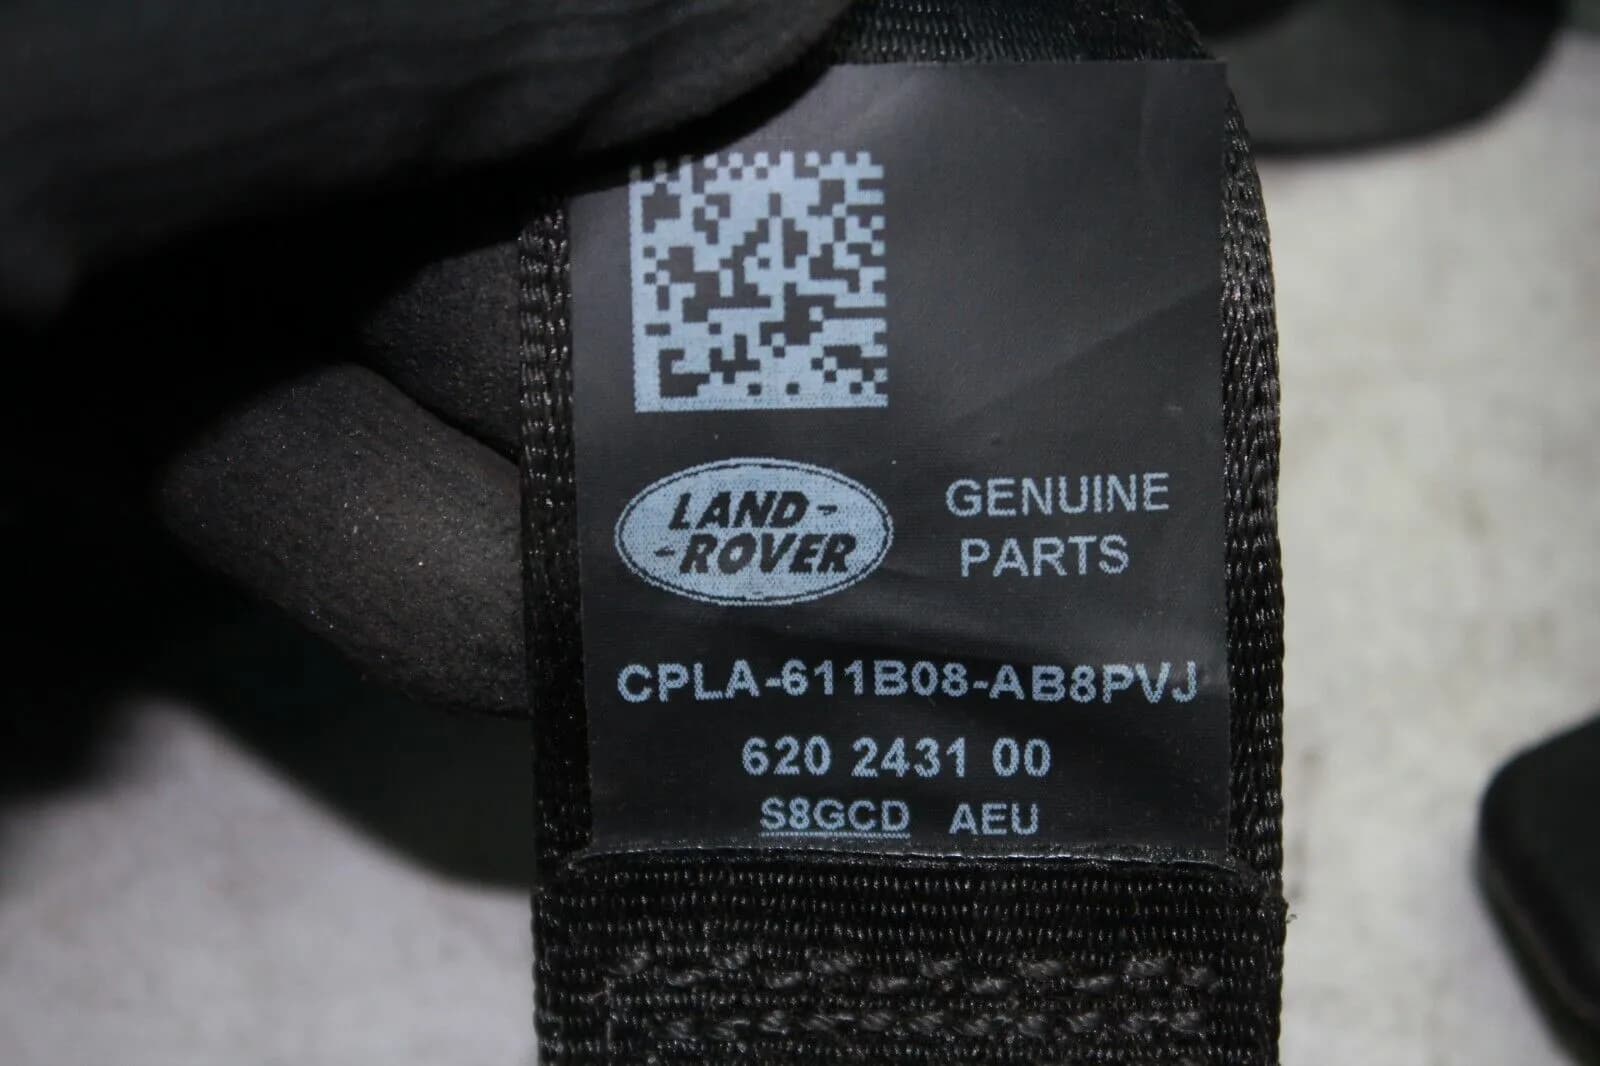 LAND-
-ROVER
GENUINE
PARTS
CPLA-611B08-AB8PVJ
620 2431 00
S8GCD AEU